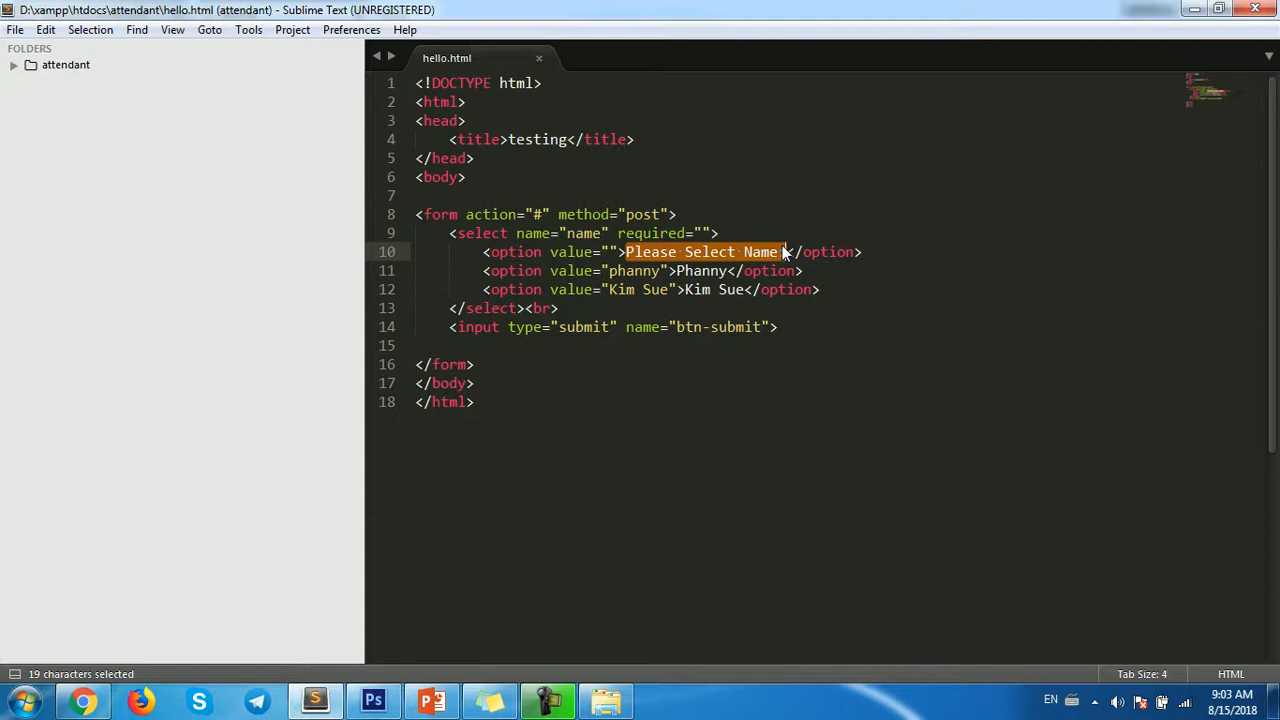 D:\xampp\htdocs\attendant\hello.html (attendant) - Sublime Text (UNREGISTERED)
File Edit Selection Find View Goto Tools Project Preferences Help
FOLDERS
attendant
hello.html
1 <!DOCTYPE html>
2 <html>
3 <head>
4 <title>testing</title>
5 </head>
6 <body>
7
8 <form action="#" method="post">
9 <select name="name" required="">
10 <option value="">Please Select Name </option>
11 <option value="phanny">Phanny</option>
12 <option value="Kim Sue">Kim Sue</option>
13 </select><br>
14 <input type="submit" name="btn-submit">
15
16 </form>
17 </body>
18 </html>
19 characters selected
Tab Size: 4
HTML
EN
9:03 AM
8/15/2018